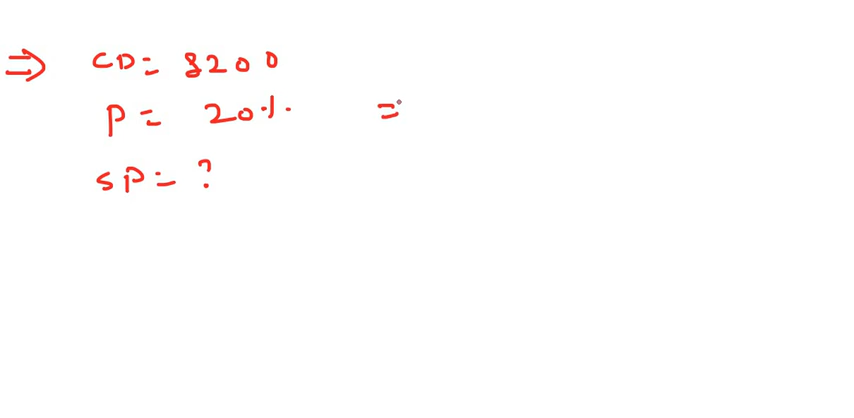 ⇒ CD = 8200
P = 20% =
SP = ?